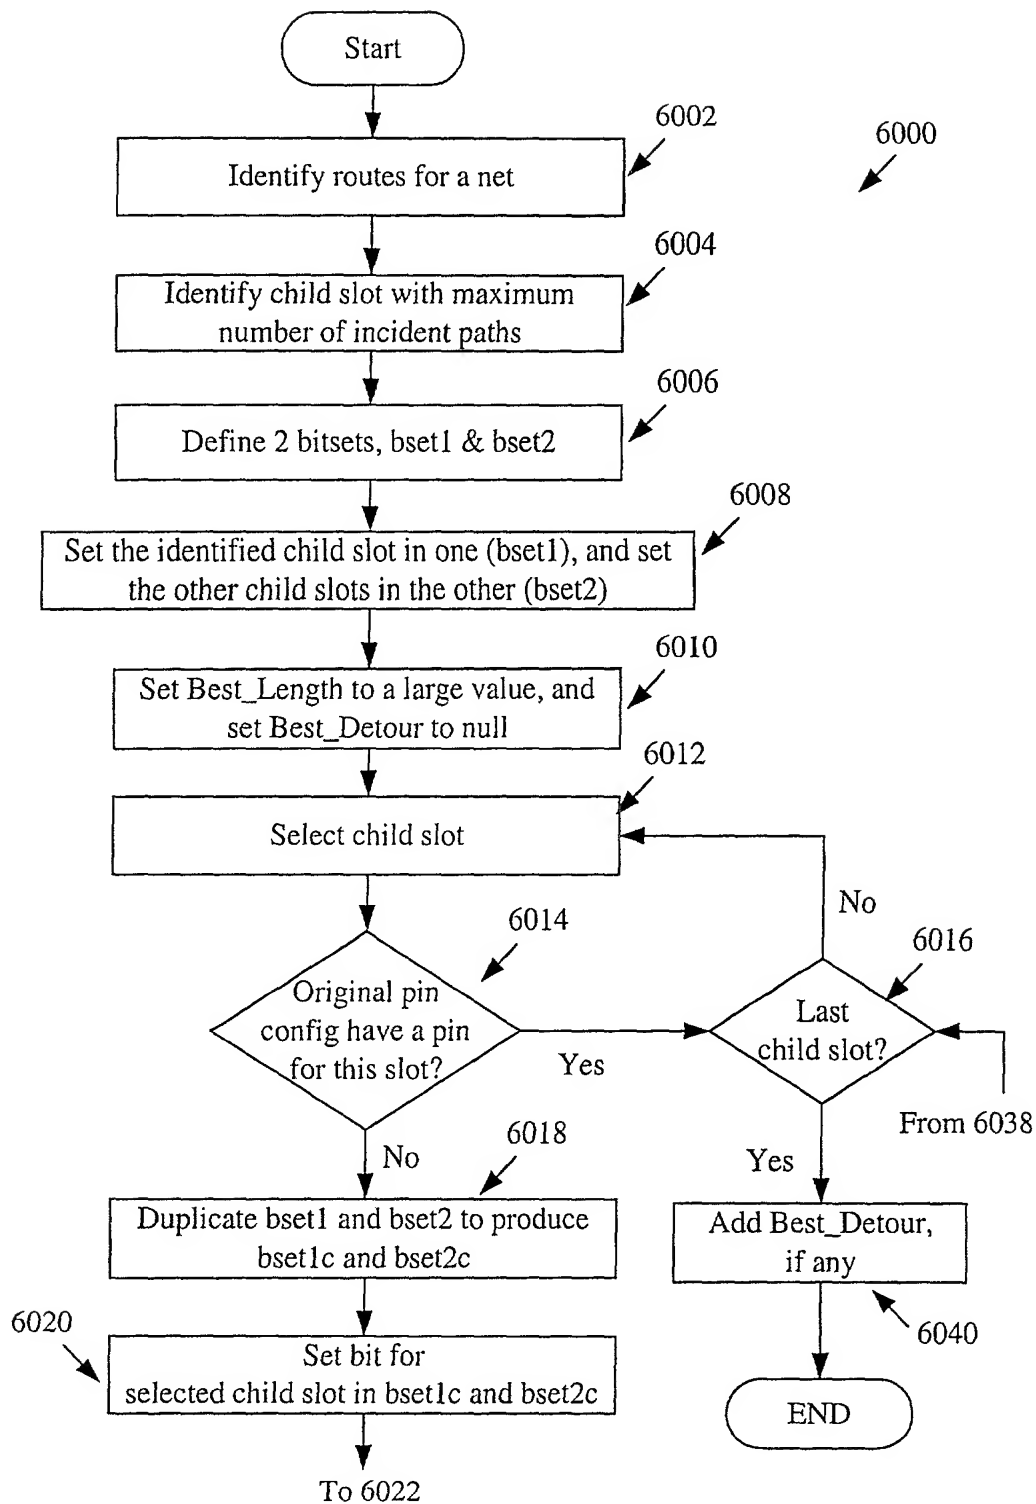 Start
6002
6000
Identify routes for a net
6004
Identify child slot with maximum
number of incident paths
6006
Define 2 bitsets, bset1 & bset2
6008
Set the identified child slot in one (bset1), and set
the other child slots in the other (bset2)
6010
Set Best_Length to a large value, and
set Best_Detour to null
6012
Select child slot
No
6014
6016
Original pin
config have a pin
for this slot?
Yes
Last
child slot?
From 6038
No
6018
Yes
Duplicate bset1 and bset2 to produce
bset1c and bset2c
Add Best_Detour,
if any
6020
6040
Set bit for
selected child slot in bset1c and bset2c
END
To 6022